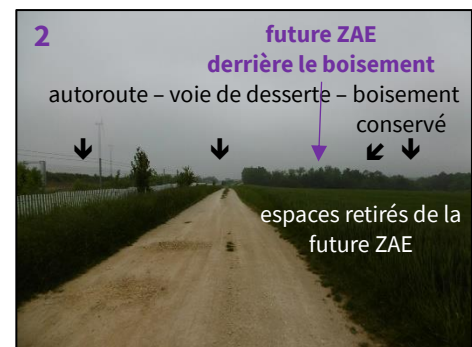 2
future ZAE
derrière le boisement
autoroute – voie de desserte – boisement
conservé
espaces retirés de la
future ZAE